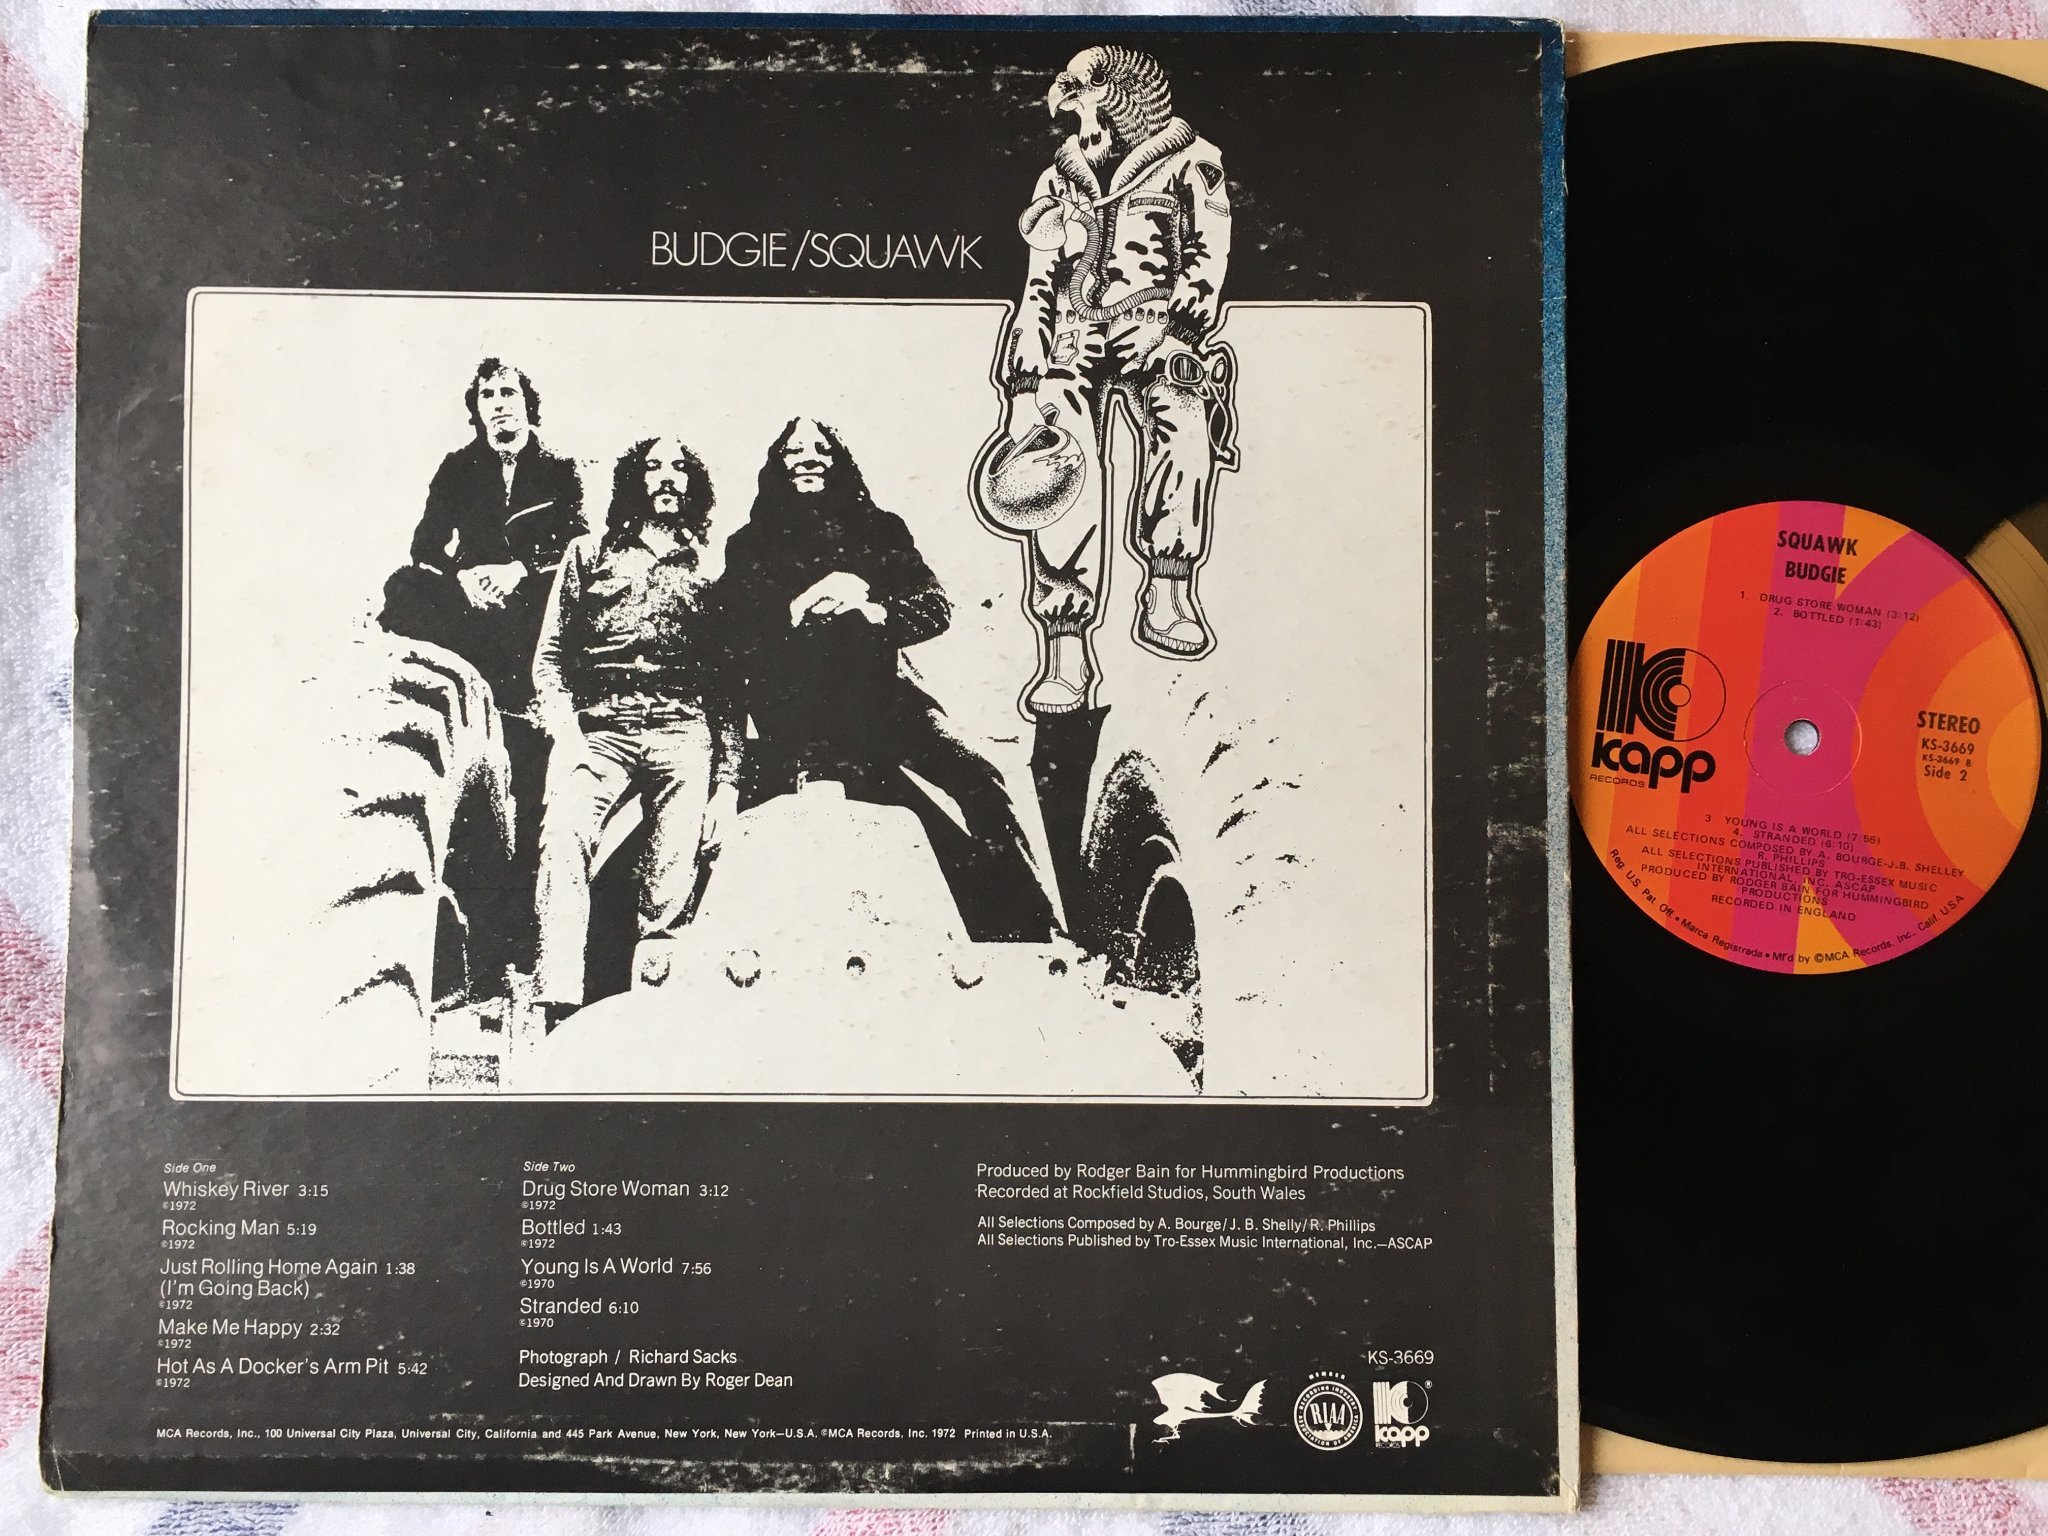 BUDGIE/SQUAWK
Side One
Whiskey River 3:15
©1972
Rocking Man 5:19
©1972
Just Rolling Home Again 1:38
(I'm Going Back)
©1972
Make Me Happy 2:32
©1972
Hot As A Docker's Arm Pit 5:42
©1972
Side Two
Drug Store Woman 3:12
©1972
Bottled 1:43
©1972
Young Is A World 7:56
©1970
Stranded 6:10
©1970
Photograph / Richard Sacks
Designed And Drawn By Roger Dean
Produced by Rodger Bain for Hummingbird Productions
Recorded at Rockfield Studios, South Wales
All Selections Composed by A. Bourge/J. B. Shelly/R. Phillips
All Selections Published by Tro-Essex Music International, Inc.—ASCAP
KS-3669
MEMBER
RECORDING INDUSTRY ASSOCIATION OF AMERICA
RIAA
kapp
RECORDS
®
MCA Records, Inc., 100 Universal City Plaza, Universal City, California and 445 Park Avenue, New York, New York—U.S.A. ©MCA Records, Inc. 1972 Printed in U.S.A.
SQUAWK
BUDGIE
1. DRUG STORE WOMAN (3:12)
2. BOTTLED (1:43)
kapp
RECORDS
STEREO
KS-3669
KS-3669 B
Side 2
3. YOUNG IS A WORLD (7:56)
4. STRANDED (6:10)
ALL SELECTIONS COMPOSED BY A. BOURGE-J.B. SHELLEY
R. PHILLIPS
ALL SELECTIONS PUBLISHED BY TRO-ESSEX MUSIC
INTERNATIONAL, INC. ASCAP
PRODUCED BY RODGER BAIN FOR HUMMINGBIRD
PRODUCTIONS
RECORDED IN ENGLAND
Reg. U.S. Pat. Off. • Marca Registrada • Mf'd by ©MCA Records, Inc., Calif. U.S.A